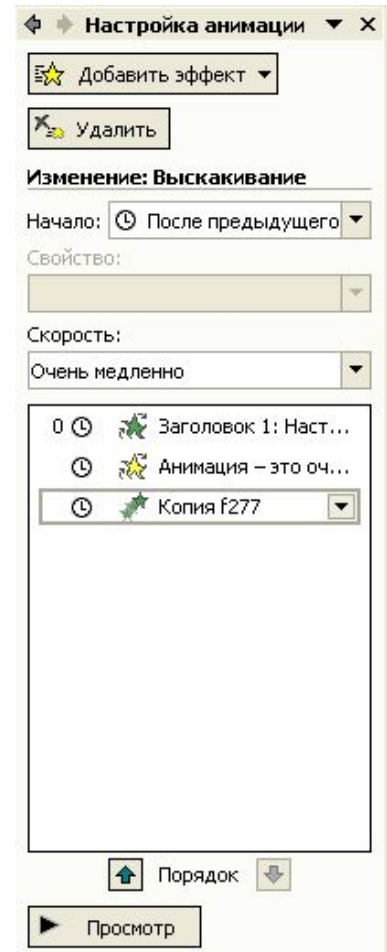 Настройка анимации
Добавить эффект
Удалить
Изменение: Выскакивание
Начало: После предыдущего
Свойство:
Скорость:
Очень медленно
0 Заголовок 1: Наст...
Анимация – это оч...
Копия f277
Порядок
Просмотр